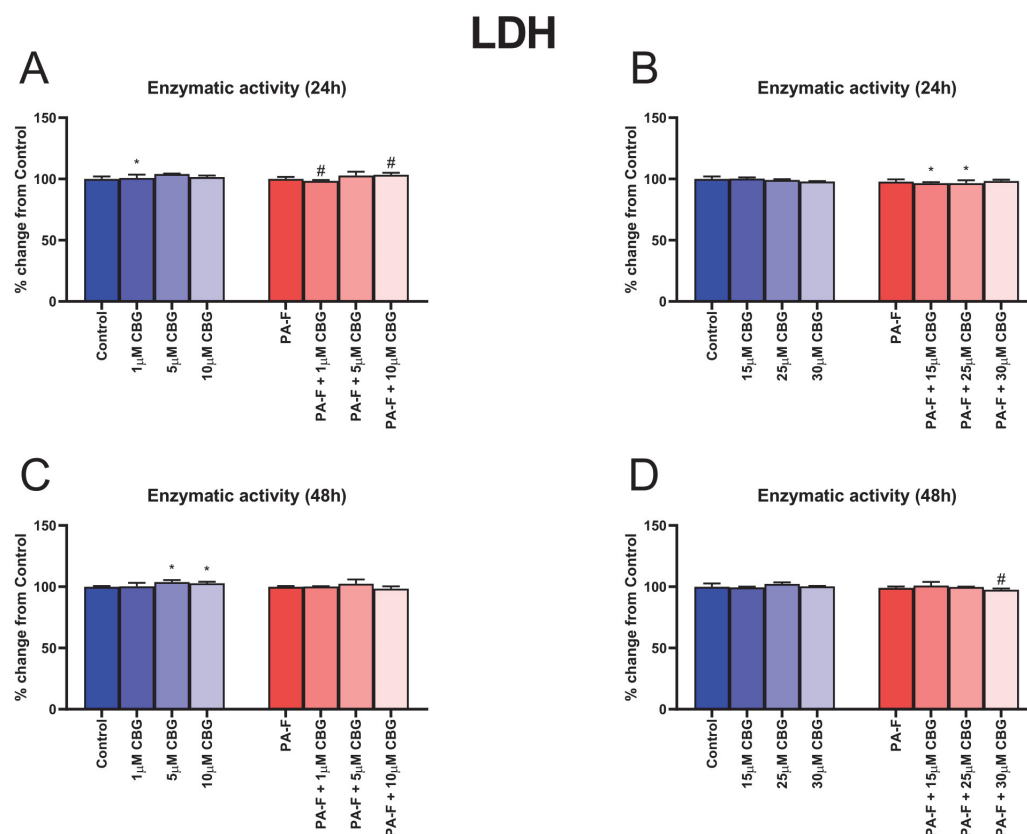 LDH
A
Enzymatic activity (24h)
% change from Control
150
100
50
0
*
#
#
Control
1μM CBG
5μM CBG
10μM CBG
PA-F
PA-F + 1μM CBG
PA-F + 5μM CBG
PA-F + 10μM CBG
B
Enzymatic activity (24h)
% change from Control
150
100
50
0
*
*
Control
15μM CBG
25μM CBG
30μM CBG
PA-F
PA-F + 15μM CBG
PA-F + 25μM CBG
PA-F + 30μM CBG
C
Enzymatic activity (48h)
% change from Control
150
100
50
0
*
*
Control
1μM CBG
5μM CBG
10μM CBG
PA-F
PA-F + 1μM CBG
PA-F + 5μM CBG
PA-F + 10μM CBG
D
Enzymatic activity (48h)
% change from Control
150
100
50
0
#
Control
15μM CBG
25μM CBG
30μM CBG
PA-F
PA-F + 15μM CBG
PA-F + 25μM CBG
PA-F + 30μM CBG